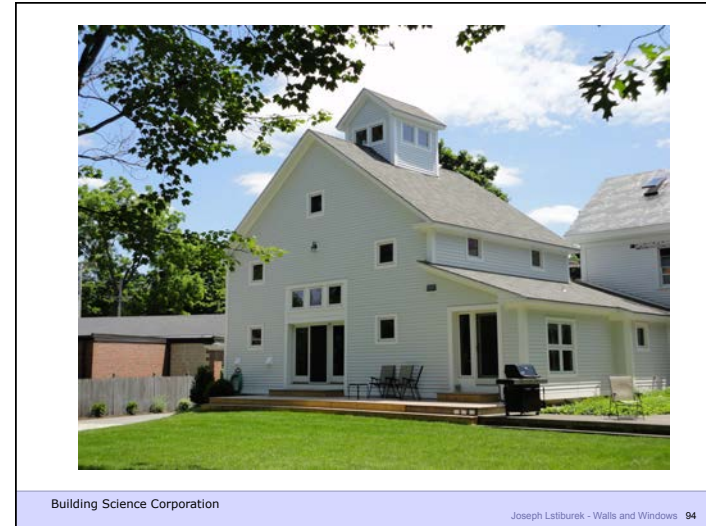 Building Science Corporation
Joseph Lstiburek - Walls and Windows 94